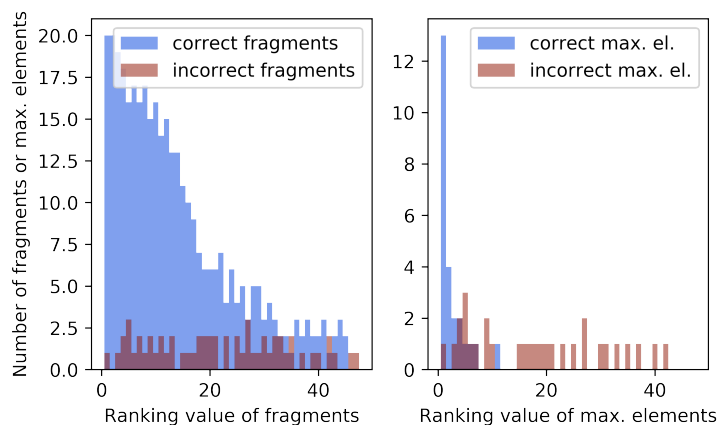 Number of fragments or max. elements
20.0
17.5
15.0
12.5
10.0
7.5
5.0
2.5
0.0
correct fragments
incorrect fragments
0 20 40
Ranking value of fragments
12
10
8
6
4
2
0
correct max. el.
incorrect max. el.
0 20 40
Ranking value of max. elements